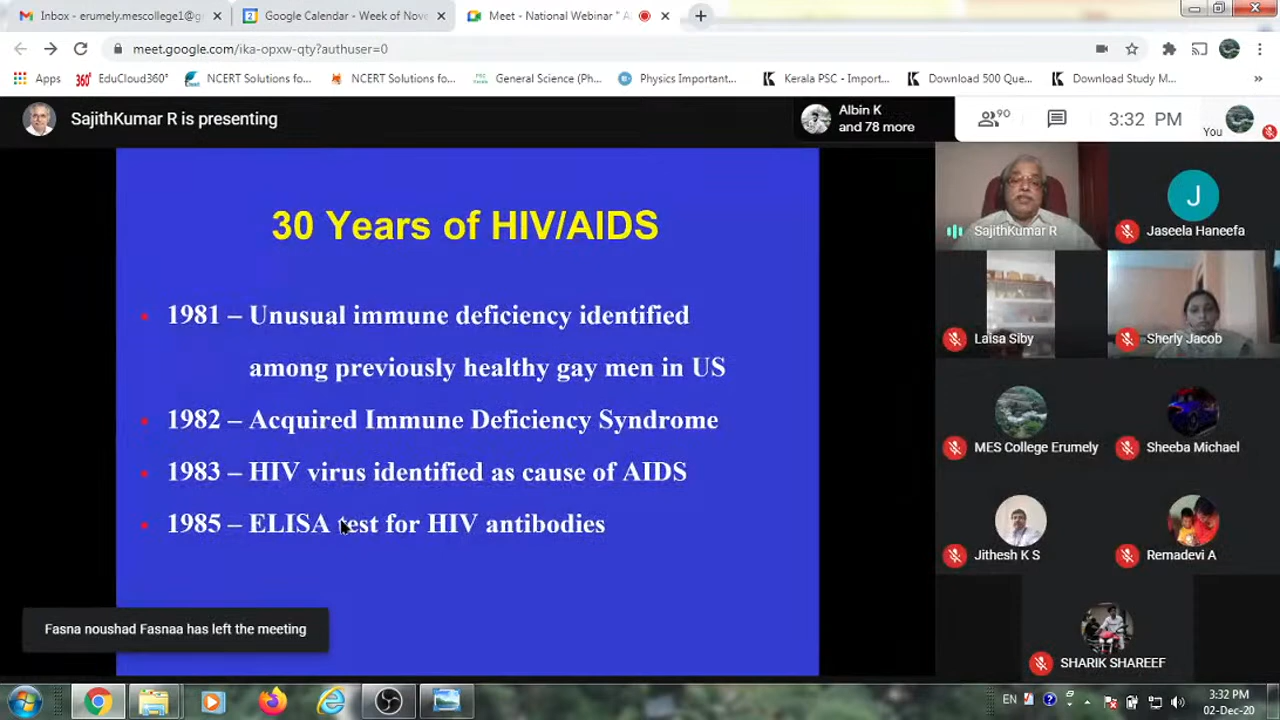 Inbox - erumely.mescollege1@g
Google Calendar - Week of Nove
Meet - National Webinar " A
meet.google.com/ika-opxw-qty?authuser=0
Apps
360°
EduCloud360°
NCERT Solutions fo...
NCERT Solutions fo...
General Science (Ph...
Physics Important...
Kerala PSC - Import...
Download 500 Que...
Download Study M...
»
SajithKumar R is presenting
Albin K
and 78 more
90
3:32 PM
You
30 Years of HIV/AIDS
• 1981 – Unusual immune deficiency identified
among previously healthy gay men in US
• 1982 – Acquired Immune Deficiency Syndrome
• 1983 – HIV virus identified as cause of AIDS
• 1985 – ELISA test for HIV antibodies
SajithKumar R
J
Jaseela Haneefa
Laisa Siby
Sherly Jacob
MES College Erumely
Sheeba Michael
Jithesh K S
Remadevi A
SHARIK SHAREEF
Fasna noushad Fasnaa has left the meeting
EN
3:32 PM
02-Dec-20